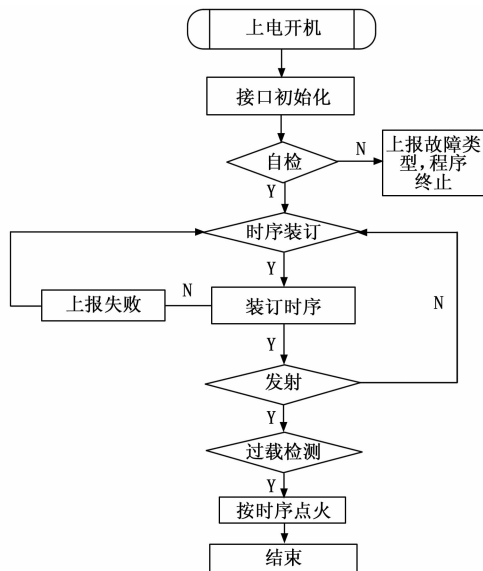 上电开机
接口初始化
自检
N
上报故障类
型,程序
终止
Y
时序装订
Y
上报失败
N
装订时序
N
Y
发射
Y
过载检测
Y
按时序点火
结束